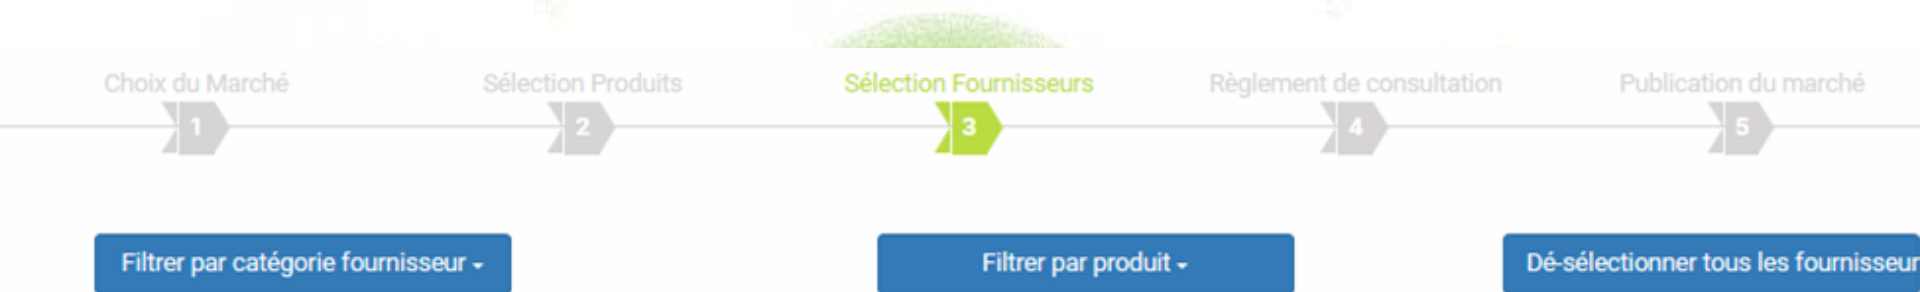 Choix du Marché
Sélection Produits
Sélection Fournisseurs
Règlement de consultation
Publication du marché
1
2
3
4
5
Filtrer par catégorie fournisseur
Filtrer par produit
Dé-sélectionner tous les fournisseur